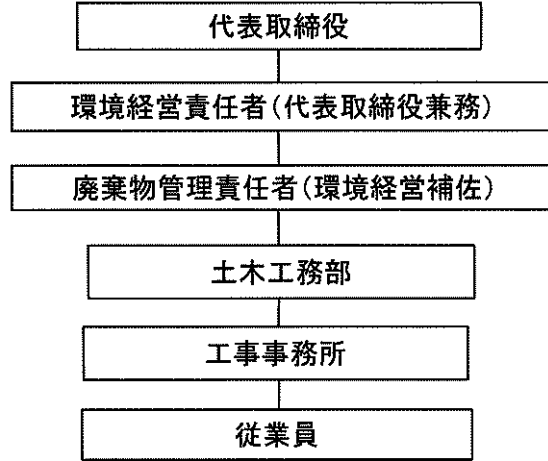 代表取締役
環境経営責任者(代表取締役兼務)
廃棄物管理責任者(環境経営補佐)
土木工務部
工事事務所
従業員